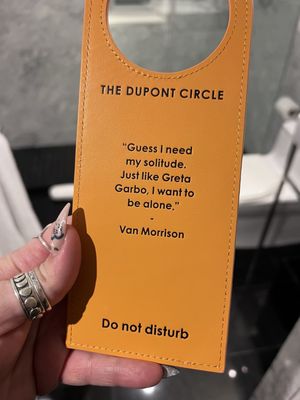 THE DUPONT CIRCLE
"Guess I need
my solitude.
Just like Greta
Garbo, I want to
be alone."
-
Van Morrison
Do not disturb